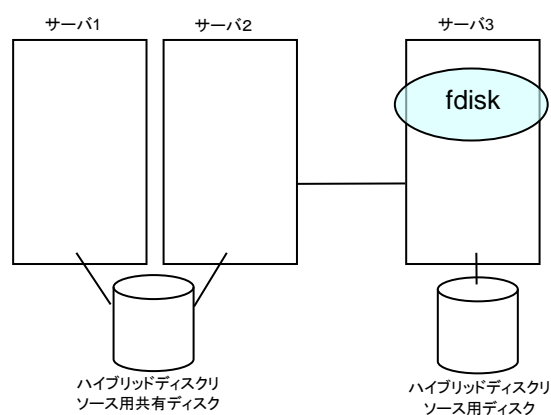 サーバ1
サーバ2
サーバ3
fdisk
ハイブリッドディスクリ
ソース用共有ディスク
ハイブリッドディスクリ
ソース用ディスク